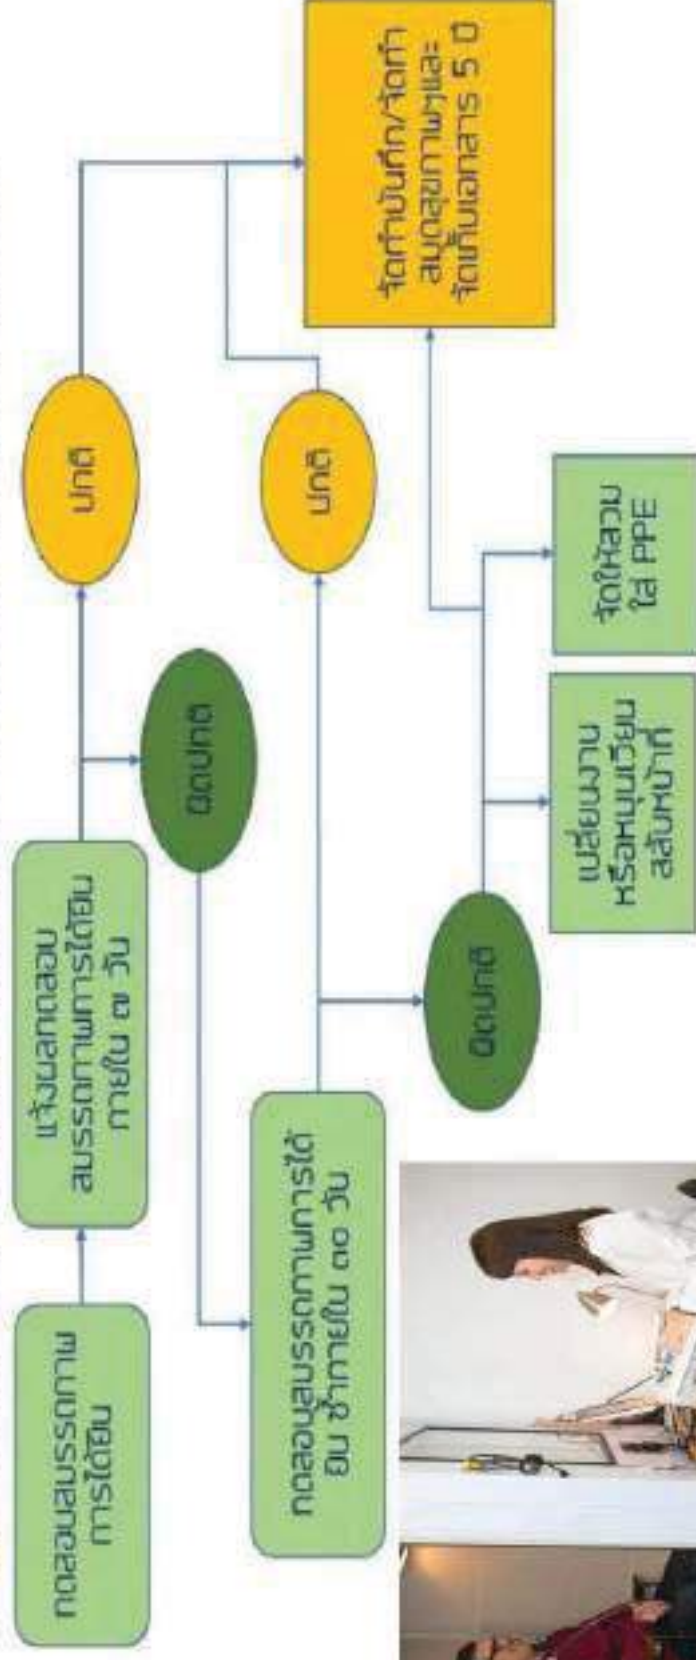 ทดสอบสมรรถภาพ
การได้ยิน
แจ้งผลทดสอบ
สมรรถภาพการได้ยิน
ภายใน ๗ วัน
ปกติ
ผิดปกติ
ทดสอบสมรรถภาพการได้
ยิน ซ้ำภายใน ๓๐ วัน
ปกติ
ผิดปกติ
จัดทำบันทึก/จัดทำ
สมุดสุขภาพฯและ
จัดเก็บเอกสาร 5 ปี
เปลี่ยนงาน
หรือหมุนเวียน
สลับหน้าที่
จัดให้สวม
ใส่ PPE